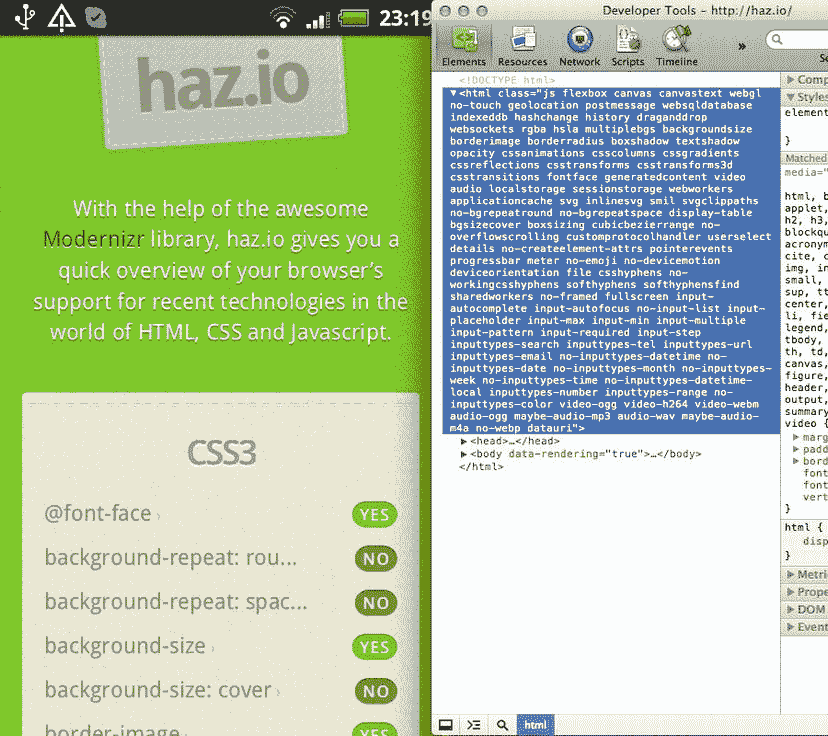 23:19
haz.io
With the help of the awesome
Modernizr library, haz.io gives you a
quick overview of your browser's
support for recent technologies in the
world of HTML, CSS and Javascript.
CSS3
@font-face ›
YES
background-repeat: rou...
NO
background-repeat: spac...
NO
background-size ›
YES
background-size: cover ›
NO
border-image
YES
Developer Tools – http://haz.io/
Elements Resources Network Scripts Timeline »
<!DOCTYPE html>
▼<html class="js flexbox canvas canvastext webgl
no-touch geolocation postmessage websqldatabase
indexeddb hashchange history draganddrop
websockets rgba hsla multiplebgs backgroundsize
borderimage borderradius boxshadow textshadow
opacity cssanimations csscolumns cssgradients
cssreflections csstransforms csstransforms3d
csstransitions fontface generatedcontent video
audio localstorage sessionstorage webworkers
applicationcache svg inlinesvg smil svgclippaths
no-bgrepeatround no-bgrepeatspace display-table
bgsizecover boxsizing cubicbezierrange no-
overflowscrolling customprotocolhandler userselect
details no-createelement-attrs pointerevents
progressbar meter no-emoji no-devicemotion
deviceorientation file csshyphens no-
workingcsshyphens softhyphens softhyphensfind
sharedworkers no-framed fullscreen input-
autocomplete input-autofocus no-input-list input-
placeholder input-max input-min input-multiple
input-pattern input-required input-step
inputtypes-search inputtypes-tel inputtypes-url
inputtypes-email no-inputtypes-datetime no-
inputtypes-date no-inputtypes-month no-inputtypes-
week no-inputtypes-time no-inputtypes-datetime-
local inputtypes-number inputtypes-range no-
inputtypes-color video-ogg video-h264 video-webm
audio-ogg maybe-audio-mp3 audio-wav maybe-audio-
m4a no-webp datauri">
▶<head>…</head>
▶<body data-rendering="true">…</body>
</html>
html
Se
▶ Comp
▼ Styles
element
}
Matched
media="
html, b
applet,
h2, h3,
blockqu
acronym
cite, c
img, in
small,
sup, tt
center,
li, fie
legend,
tbody,
th, td,
canvas,
figure,
header,
output,
summary
video {
▶ marg
▶ padd
▶ bord
font
font
vert
}
html {
disp
}
▶ Metri
▶ Prope
▶ DOM
▶ Event